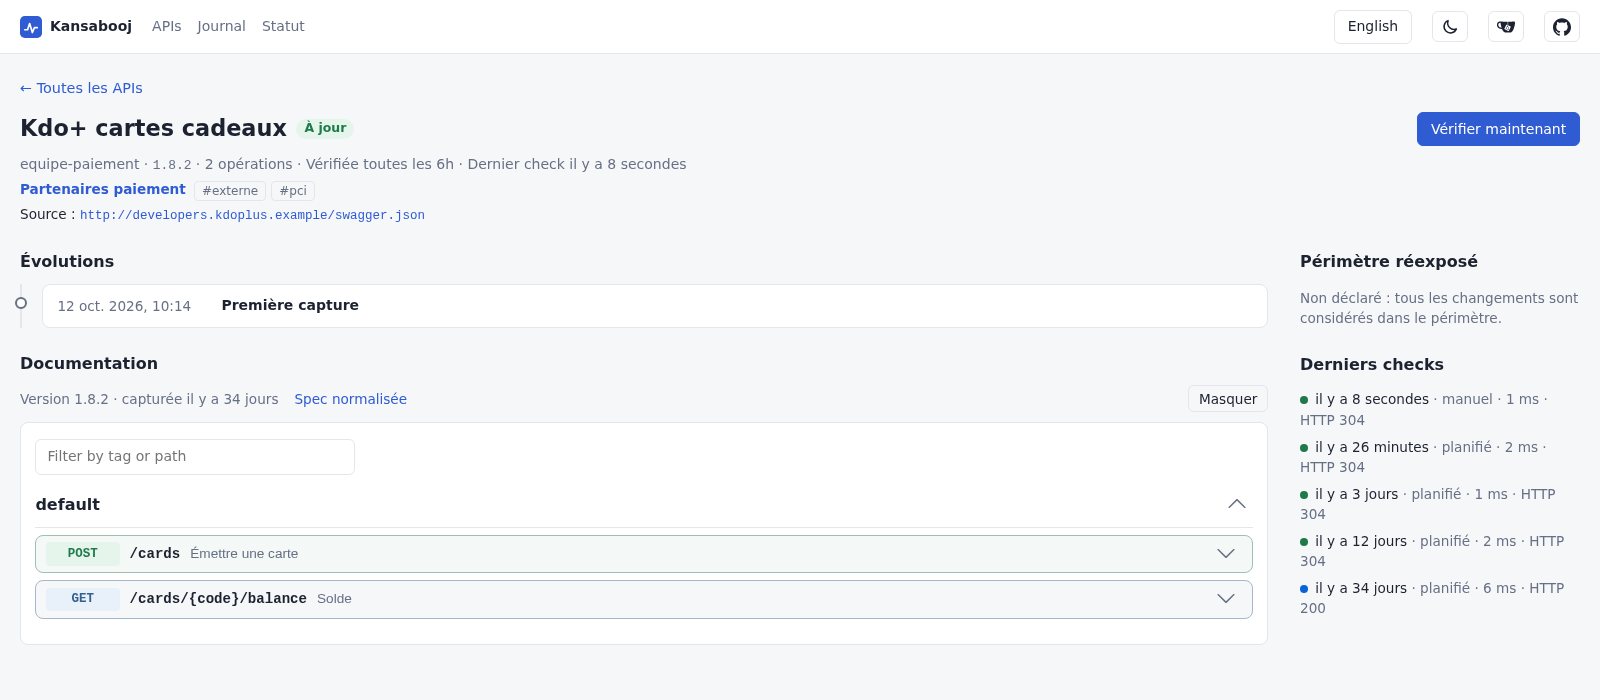 Kansabooj APIs Journal Statut English
← Toutes les APIs
Kdo+ cartes cadeaux À jour Vérifier maintenant
equipe-paiement · 1.8.2 · 2 opérations · Vérifiée toutes les 6h · Dernier check il y a 8 secondes
Partenaires paiement #externe #pci
Source : http://developers.kdoplus.example/swagger.json
Évolutions
12 oct. 2026, 10:14 Première capture
Documentation
Version 1.8.2 · capturée il y a 34 jours Spec normalisée Masquer
Filter by tag or path
default
POST /cards Émettre une carte
GET /cards/{code}/balance Solde
Périmètre réexposé
Non déclaré : tous les changements sont
considérés dans le périmètre.
Derniers checks
il y a 8 secondes · manuel · 1 ms ·
HTTP 304
il y a 26 minutes · planifié · 2 ms ·
HTTP 304
il y a 3 jours · planifié · 1 ms · HTTP
304
il y a 12 jours · planifié · 2 ms · HTTP
304
il y a 34 jours · planifié · 6 ms · HTTP
200